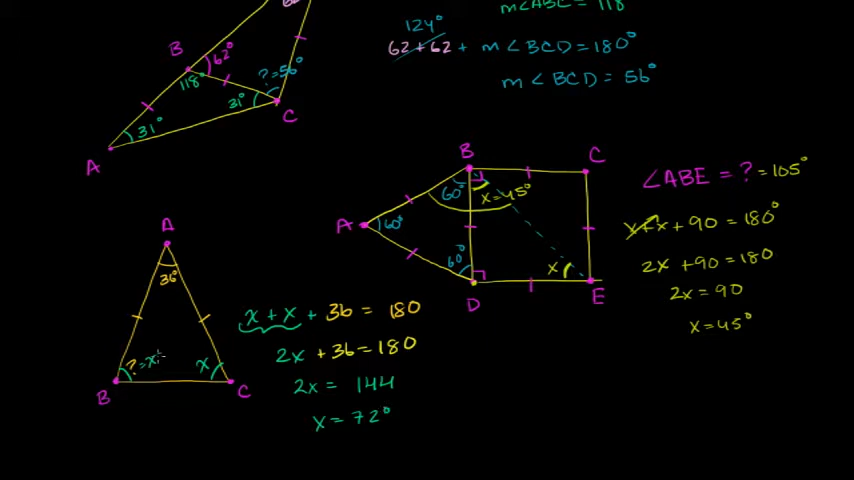 m∠ABC = 118
124°
62 + 62 + m∠BCD = 180°
m∠BCD = 56°
B
62°
118°
? = 56°
31°
C
31°
A
B
C
60°
x = 45°
A
60°
60°
x
D
E
∠ABE = ? = 105°
x + x + 90 = 180°
2x + 90 = 180
2x = 90
x = 45°
A
36°
? = x
x
B
C
x + x + 36 = 180
2x + 36 = 180
2x = 144
x = 72°